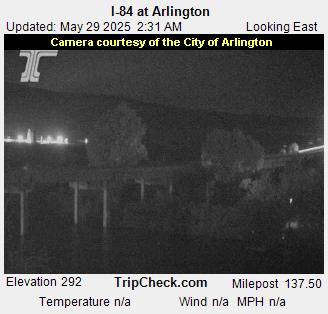 I-84 at Arlington
Updated: May 29 2025 2:31 AM Looking East
Camera courtesy of the City of Arlington
Elevation 292 TripCheck.com Milepost 137.50
Temperature n/a Wind n/a MPH n/a